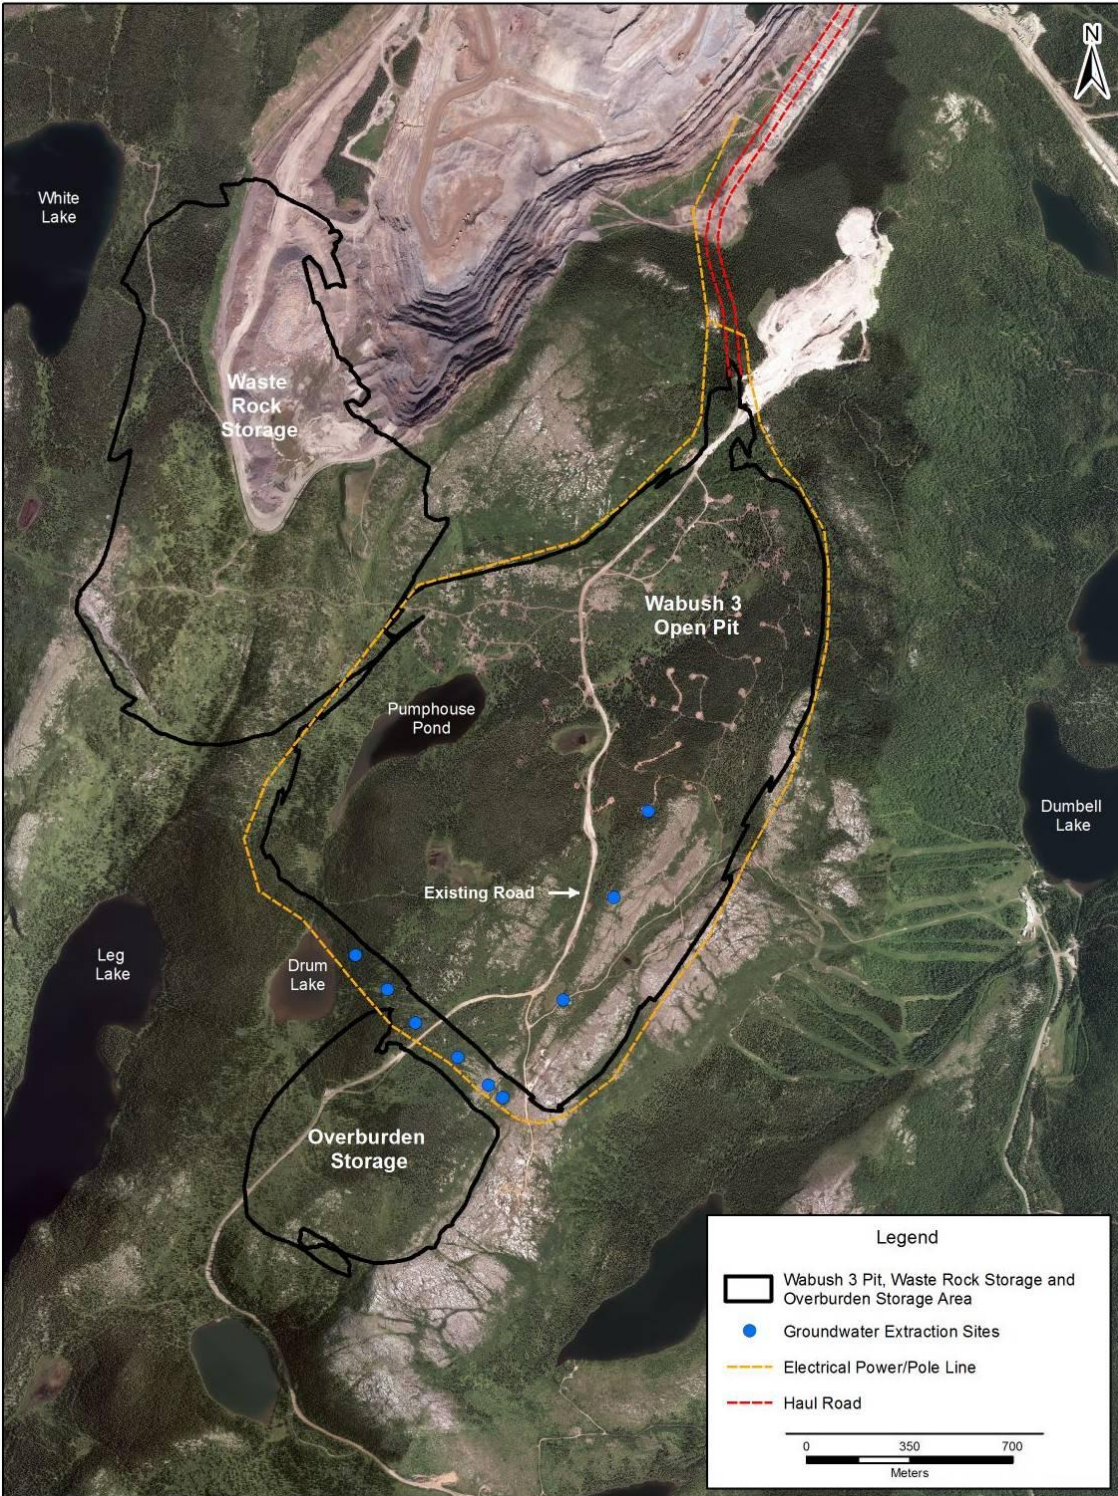 N
White
Lake
Waste
Rock
Storage
Wabush 3
Open Pit
Pumphouse
Pond
Dumbell
Lake
Existing Road
Leg
Lake
Drum
Lake
Overburden
Storage
Legend
Wabush 3 Pit, Waste Rock Storage and
Overburden Storage Area
Groundwater Extraction Sites
Electrical Power/Pole Line
Haul Road
0 350 700
Meters